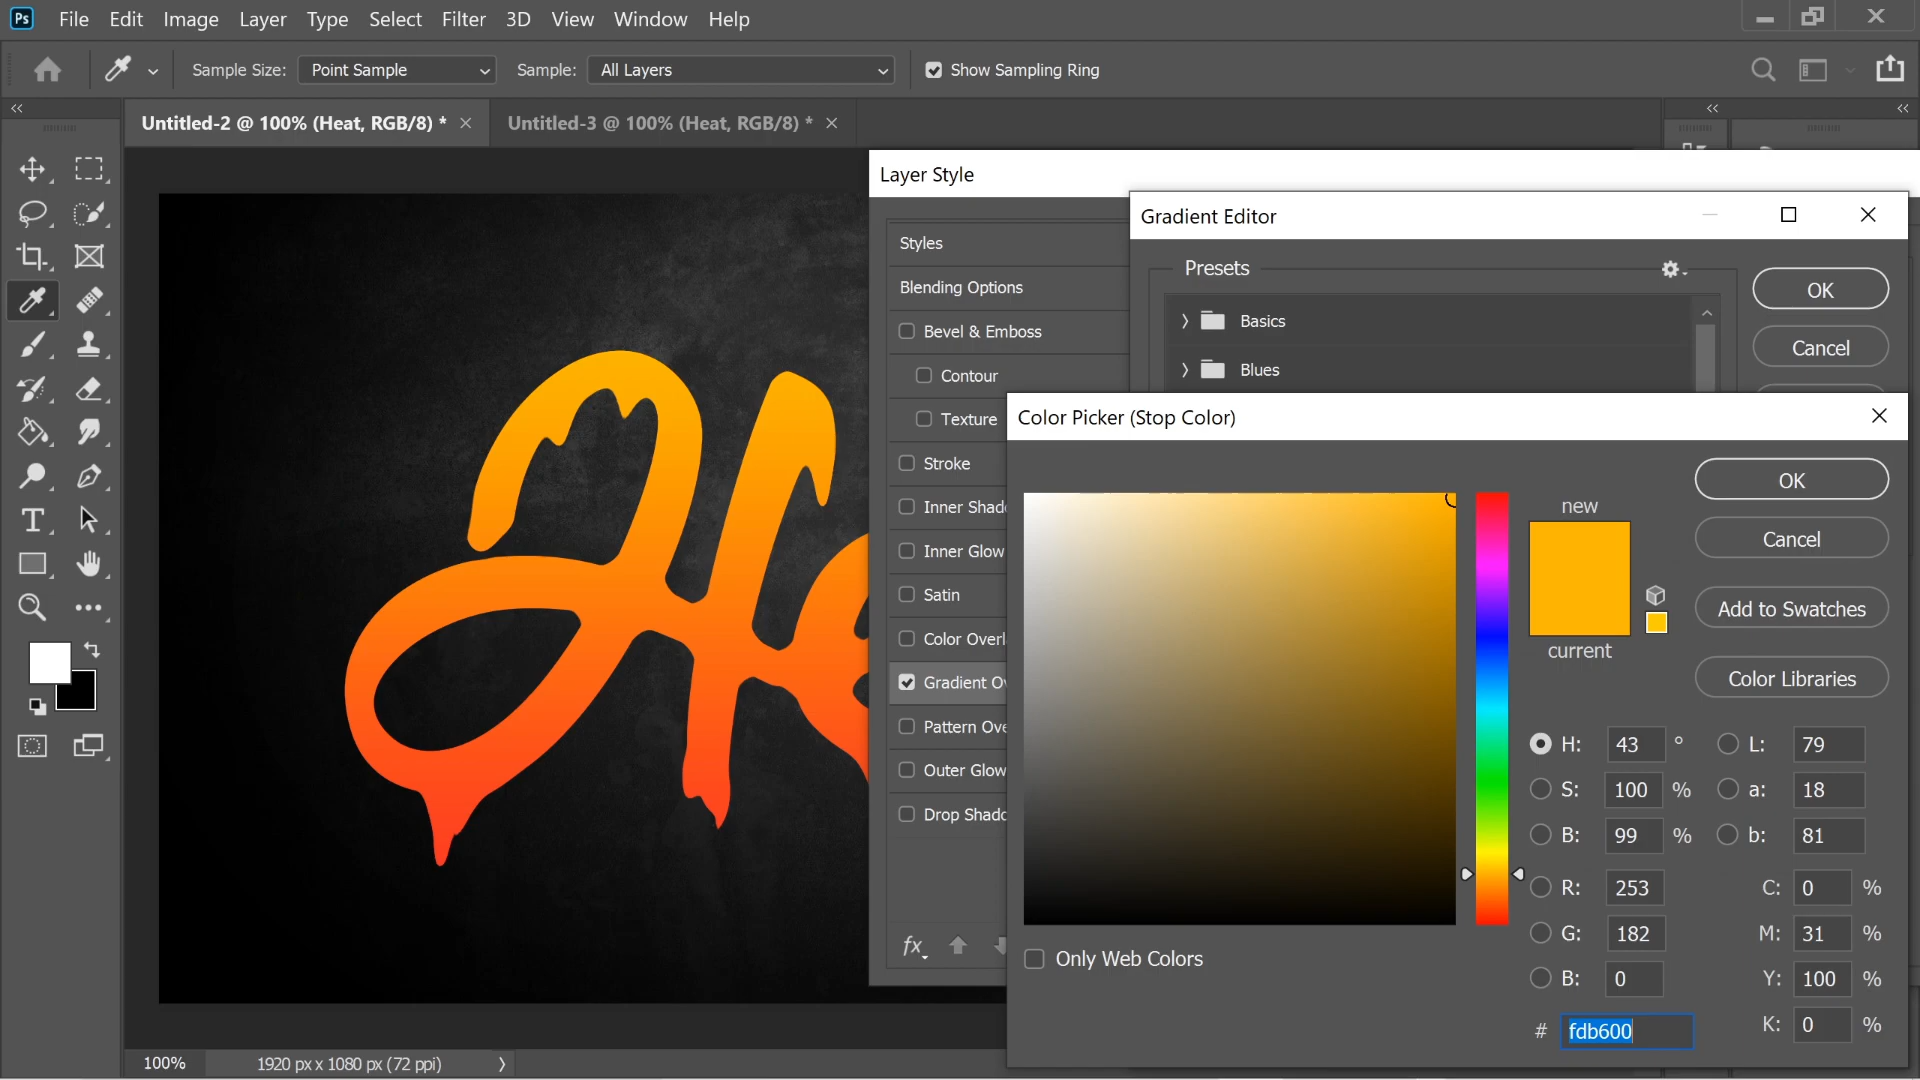 Ps File Edit Image Layer Type Select Filter 3D View Window Help
Sample Size: Point Sample Sample: All Layers Show Sampling Ring
Untitled-2 @ 100% (Heat, RGB/8) * Untitled-3 @ 100% (Heat, RGB/8) *
Layer Style
Styles
Blending Options
Bevel & Emboss
Contour
Texture
Stroke
Inner Shado
Inner Glow
Satin
Color Overl
Gradient Ov
Pattern Ove
Outer Glow
Drop Shado
fx
Gradient Editor
Presets
Basics
Blues
OK
Cancel
Color Picker (Stop Color)
new
current
OK
Cancel
Add to Swatches
Color Libraries
H: 43 ° L: 79
S: 100 % a: 18
B: 99 % b: 81
R: 253 C: 0 %
G: 182 M: 31 %
B: 0 Y: 100 %
# fdb600 K: 0 %
Only Web Colors
100% 1920 px x 1080 px (72 ppi)